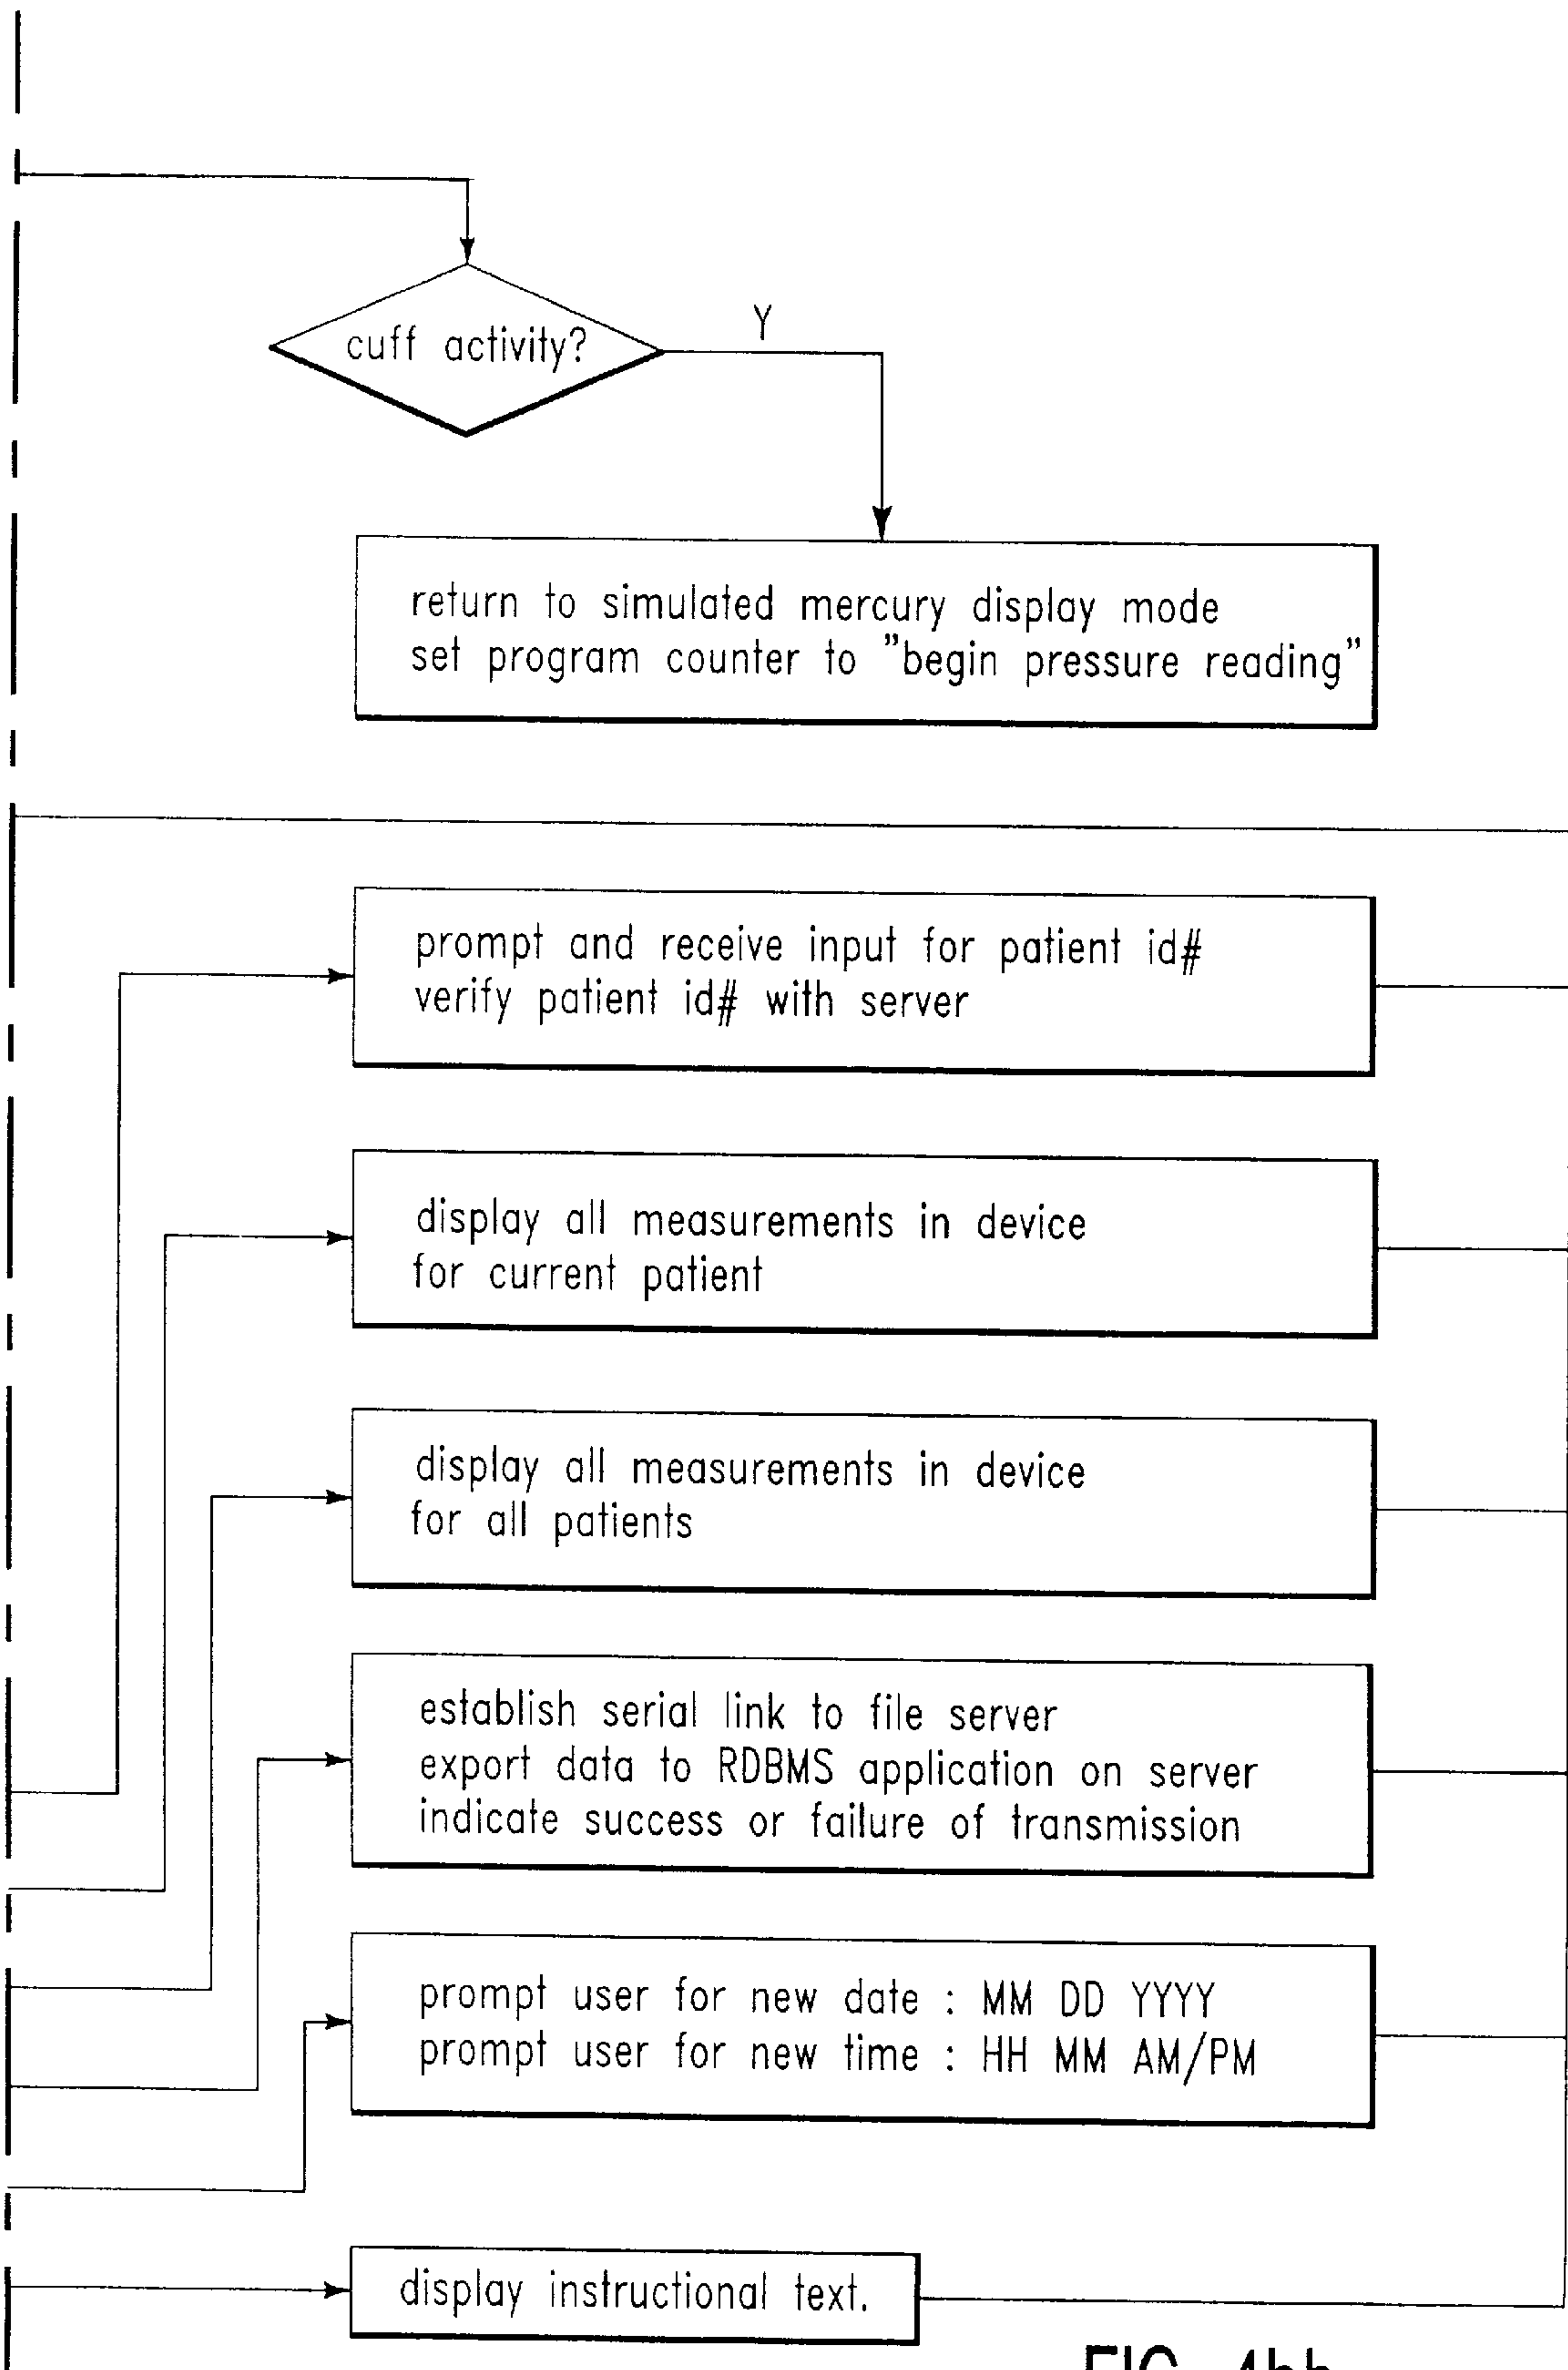 cuff activity?
Y
return to simulated mercury display mode
set program counter to "begin pressure reading"
prompt and receive input for patient id#
verify patient id# with server
display all measurements in device
for current patient
display all measurements in device
for all patients
establish serial link to file server
export data to RDBMS application on server
indicate success or failure of transmission
prompt user for new date : MM DD YYYY
prompt user for new time : HH MM AM/PM
display instructional text.
FIG. 4bb